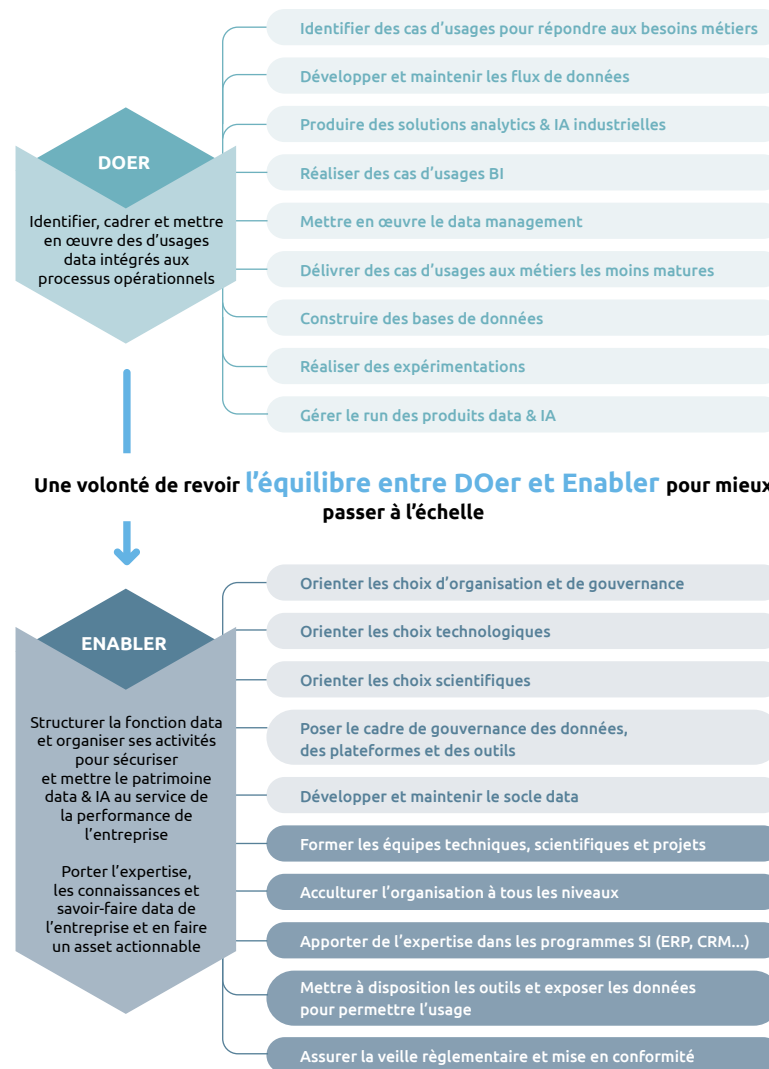 Identifier des cas d'usages pour répondre aux besoins métiers
Développer et maintenir les flux de données
Produire des solutions analytics & IA industrielles
DOER
Réaliser des cas d'usages BI
Identifier, cadrer et mettre
en œuvre des d'usages
data intégrés aux
processus opérationnels
Mettre en œuvre le data management
Délivrer des cas d'usages aux métiers les moins matures
Construire des bases de données
Réaliser des expérimentations
Gérer le run des produits data & IA
Une volonté de revoir l'équilibre entre DOer et Enabler pour mieux
passer à l'échelle
Orienter les choix d'organisation et de gouvernance
Orienter les choix technologiques
ENABLER
Orienter les choix scientifiques
Structurer la fonction data
et organiser ses activités
pour sécuriser
et mettre le patrimoine
data & IA au service de
la performance de
l'entreprise
Porter l'expertise,
les connaissances et
savoir-faire data de
l'entreprise et en faire
un asset actionnable
Poser le cadre de gouvernance des données,
des plateformes et des outils
Développer et maintenir le socle data
Former les équipes techniques, scientifiques et projets
Acculturer l'organisation à tous les niveaux
Apporter de l'expertise dans les programmes SI (ERP, CRM...)
Mettre à disposition les outils et exposer les données
pour permettre l'usage
Assurer la veille règlementaire et mise en conformité